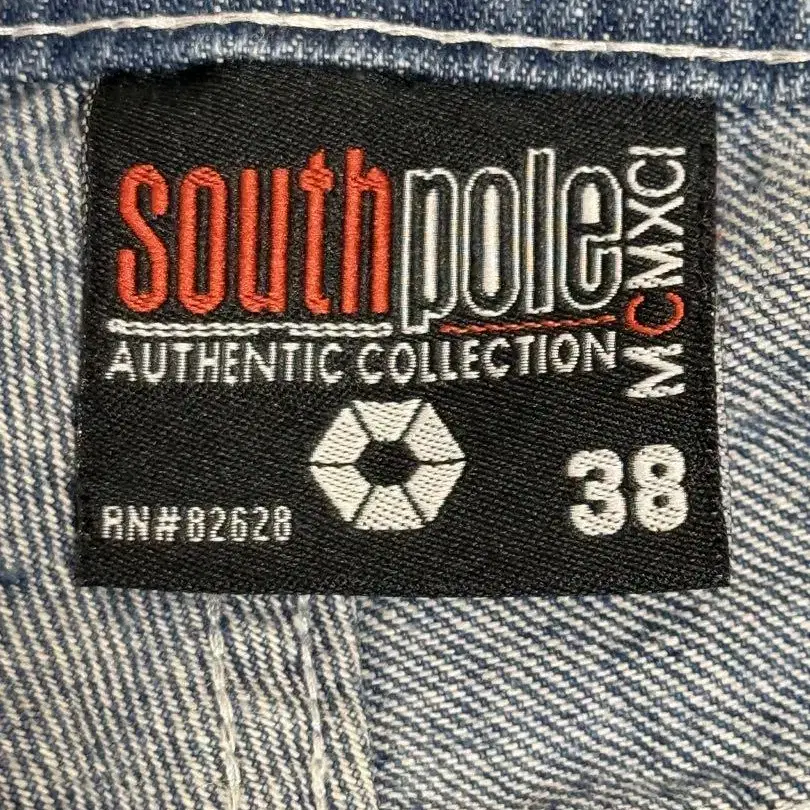 southpole
MCMXCI
AUTHENTIC COLLECTION
RN#82628
38